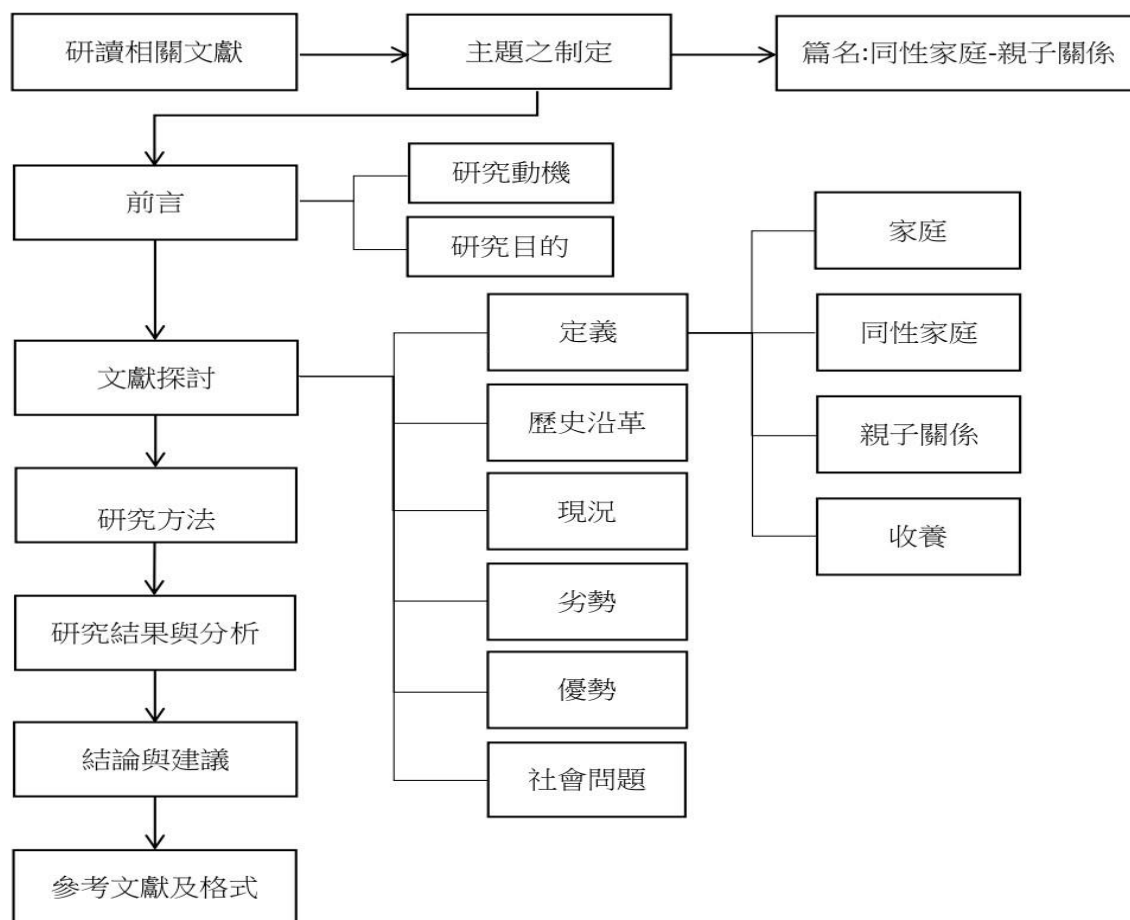 研讀相關文獻
主題之制定
篇名:同性家庭-親子關係
前言
研究動機
研究目的
文獻探討
定義
家庭
同性家庭
親子關係
收養
歷史沿革
現況
劣勢
優勢
社會問題
研究方法
研究結果與分析
結論與建議
參考文獻及格式